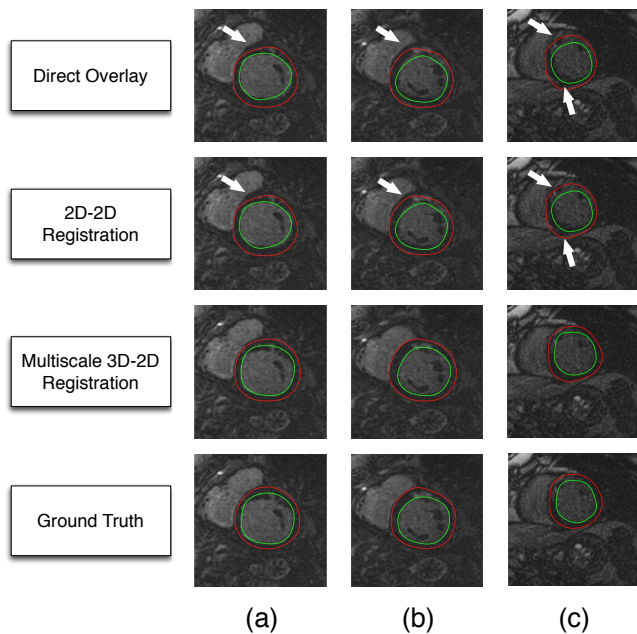 Direct Overlay
2D-2D
Registration
Multiscale 3D-2D
Registration
Ground Truth
(a) (b) (c)